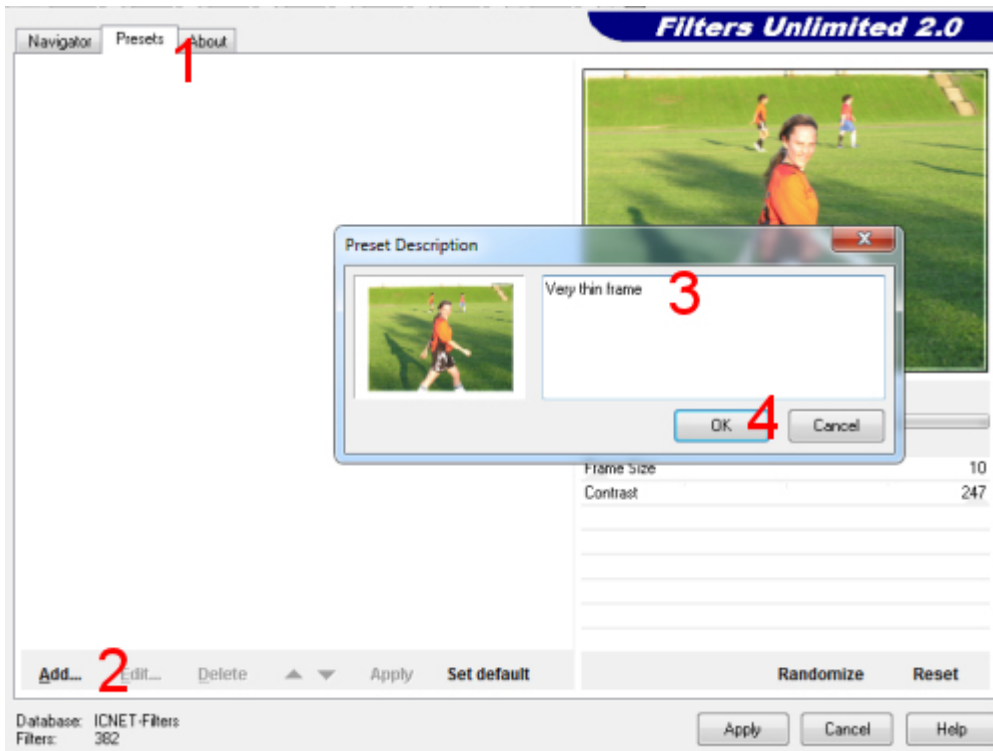 Filters Unlimited 2.0
Navigator Presets About
1
Preset Description
X
Very thin frame
3
OK
4
Cancel
Frame Size 10
Contrast 247
Add... Edit... Delete Apply Set default
2
Randomize Reset
Database: ICNET-Filters
Filters: 382
Apply Cancel Help